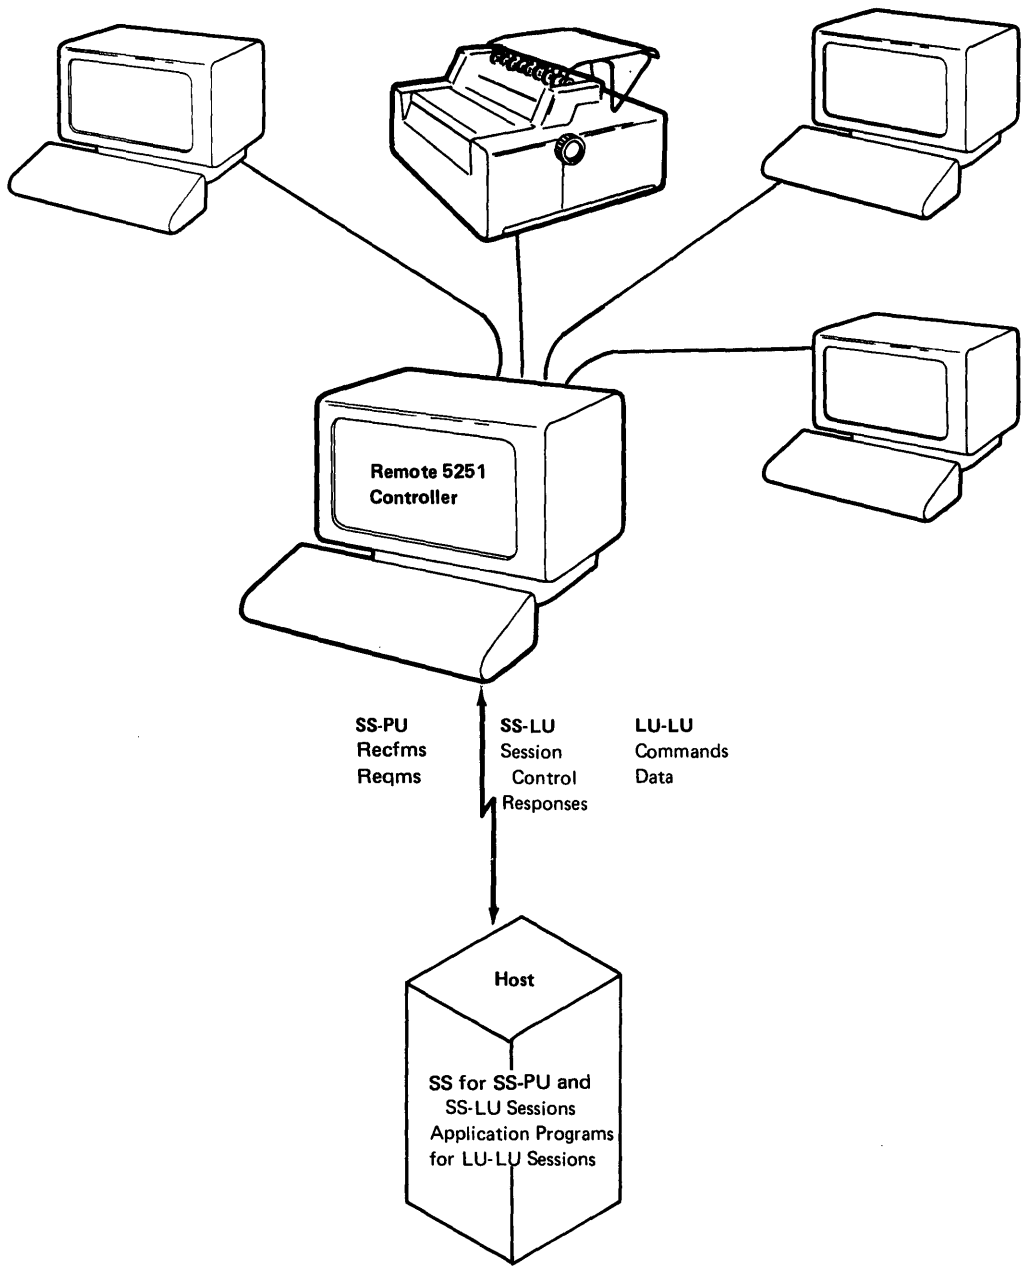 Remote 5251
Controller
SS-PU
Recfms
Reqms
SS-LU
Session
Control
Responses
LU-LU
Commands
Data
Host
SS for SS-PU and
SS-LU Sessions
Application Programs
for LU-LU Sessions